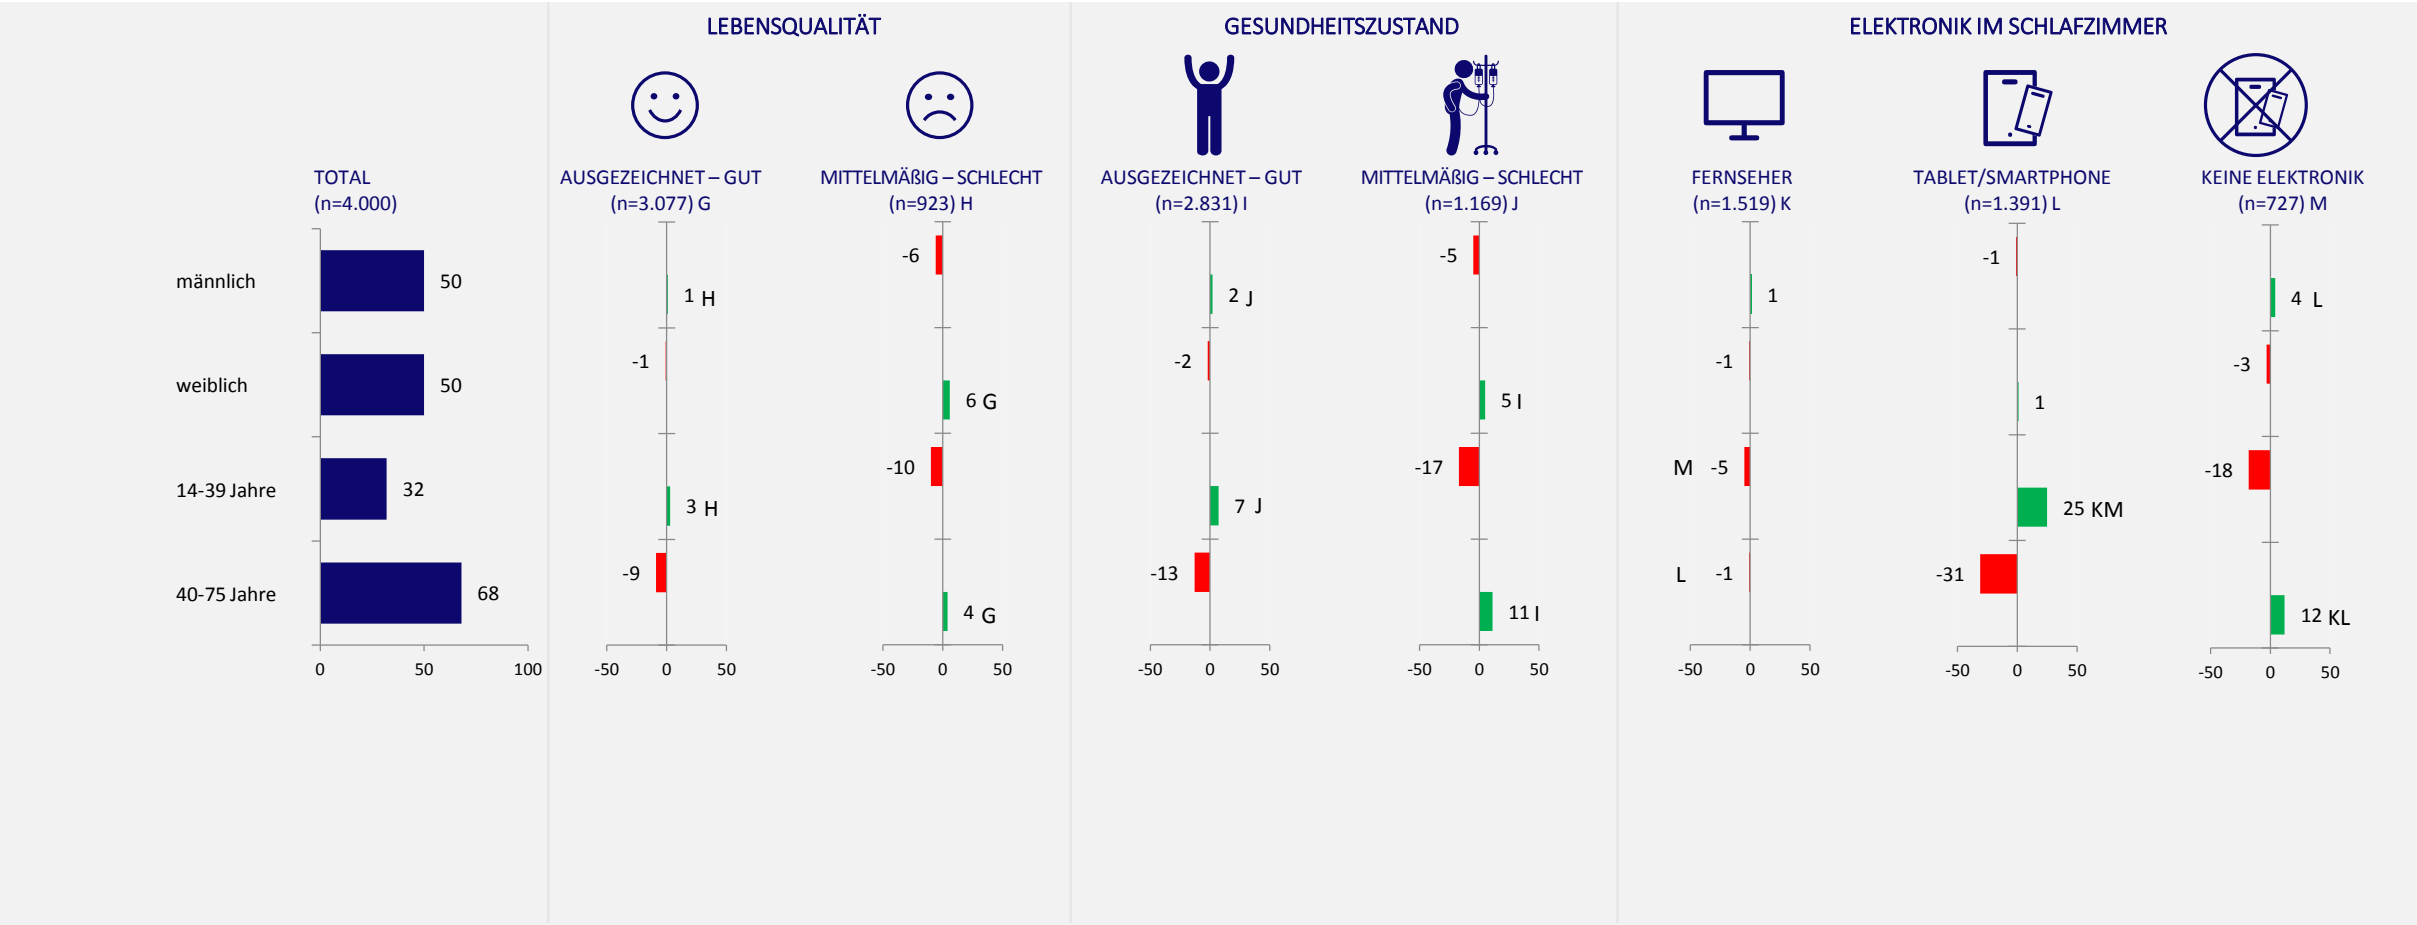 LEBENSQUALITÄT
GESUNDHEITSZUSTAND
ELEKTRONIK IM SCHLAFZIMMER
TOTAL
(n=4.000)
AUSGEZEICHNET – GUT
(n=3.077) G
MITTELMÄßIG – SCHLECHT
(n=923) H
AUSGEZEICHNET – GUT
(n=2.831) I
MITTELMÄßIG – SCHLECHT
(n=1.169) J
FERNSEHER
(n=1.519) K
TABLET/SMARTPHONE
(n=1.391) L
KEINE ELEKTRONIK
(n=727) M
männlich
50
1 H
-6
2 J
-5
1
-1
4 L
weiblich
50
-1
6 G
-2
5 I
-1
1
-3
14-39 Jahre
32
3 H
-10
7 J
-17
M -5
25 KM
-18
40-75 Jahre
68
-9
4 G
-13
11 I
L -1
-31
12 KL
0 50 100
-50 0 50
-50 0 50
-50 0 50
-50 0 50
-50 0 50
-50 0 50
-50 0 50